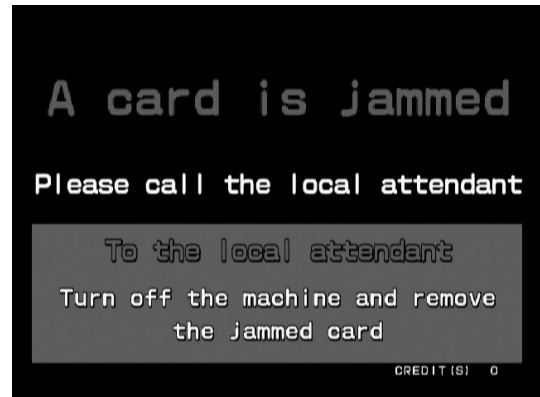 A card is jammed
Please call the local attendant
To the local attendant
Turn off the machine and remove
the jammed card
CREDIT(S) 0